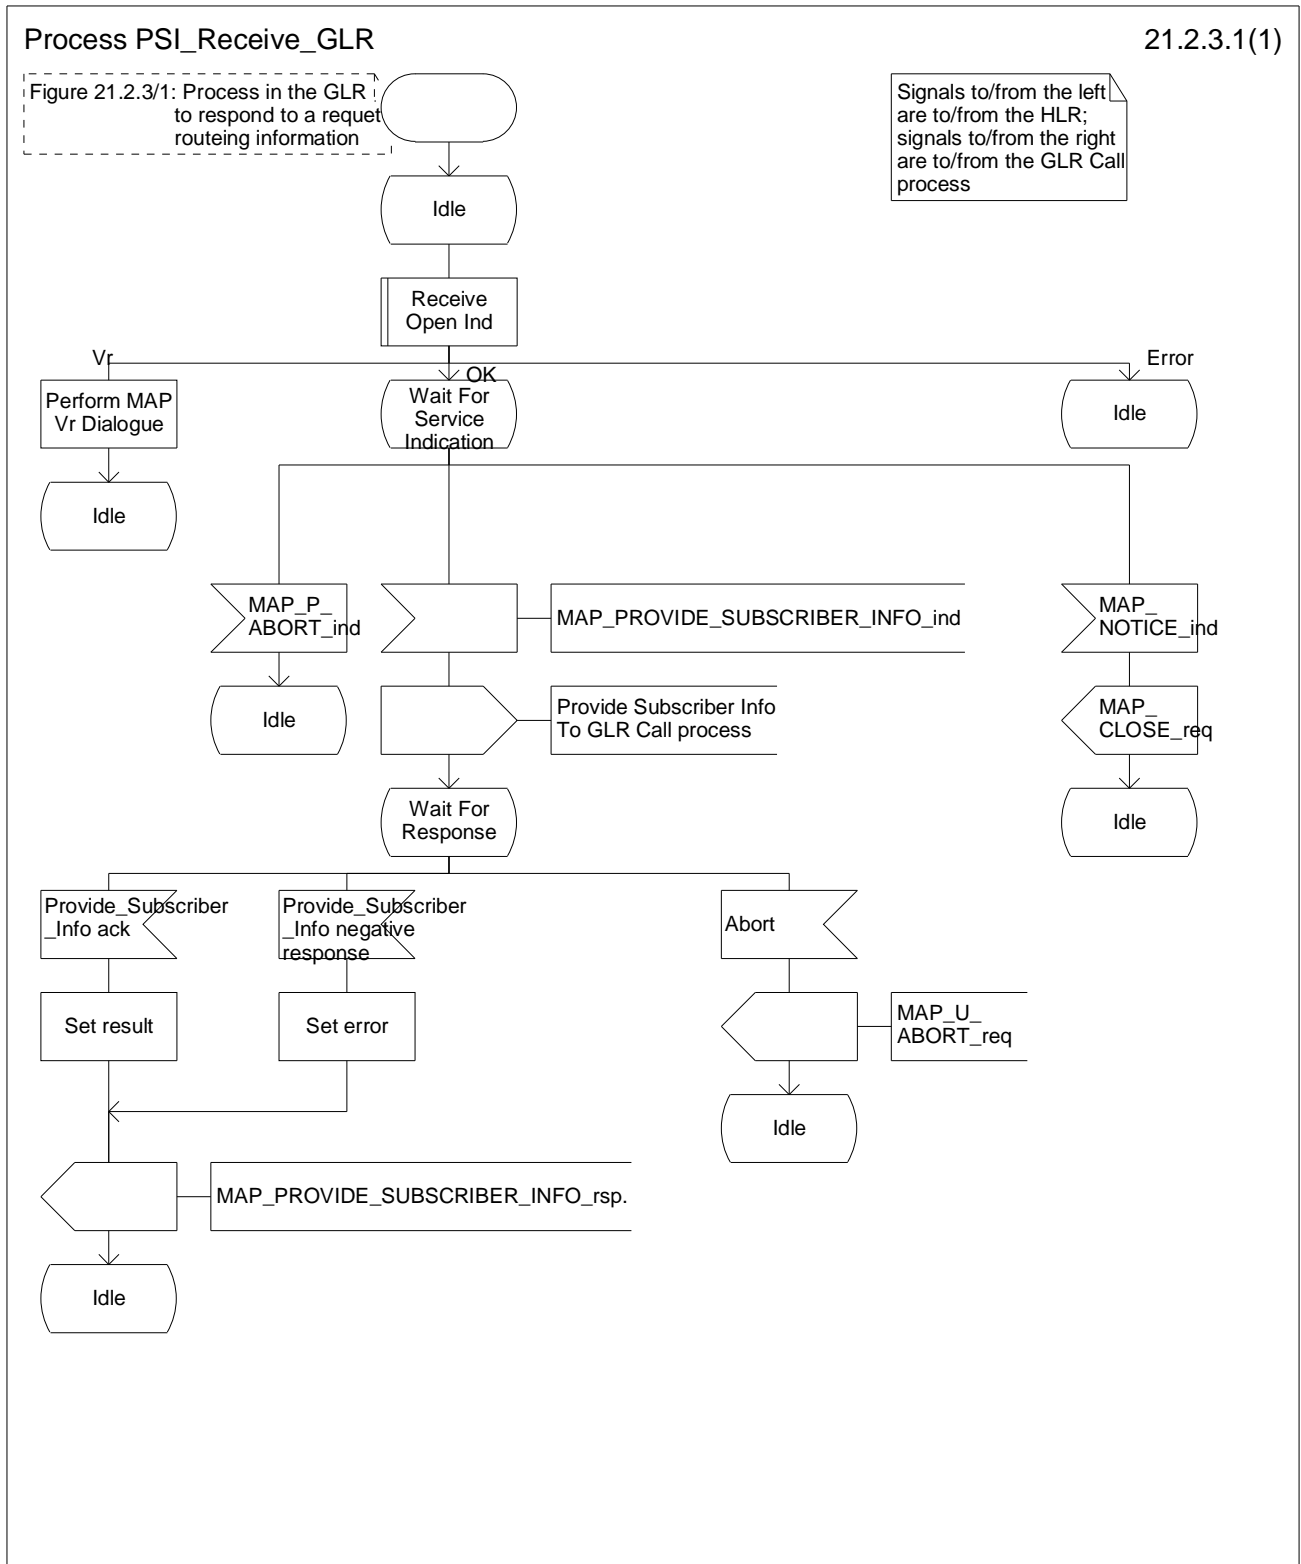 Process PSI_Receive_GLR
21.2.3.1(1)
Figure 21.2.3/1: Process in the GLR
to respond to a requet
routeing information
Signals to/from the left
are to/from the HLR;
signals to/from the right
are to/from the GLR Call
process
Idle
Receive
Open Ind
Vr
OK
Error
Perform MAP
Vr Dialogue
Wait For
Service
Indication
Idle
Idle
MAP_P_
ABORT_ind
MAP_PROVIDE_SUBSCRIBER_INFO_ind
MAP_
NOTICE_ind
Idle
Provide Subscriber Info
To GLR Call process
MAP_
CLOSE_req
Wait For
Response
Idle
Provide_Subscriber
_Info ack
Provide_Subscriber
_Info negative
response
Abort
Set result
Set error
MAP_U_
ABORT_req
Idle
MAP_PROVIDE_SUBSCRIBER_INFO_rsp.
Idle